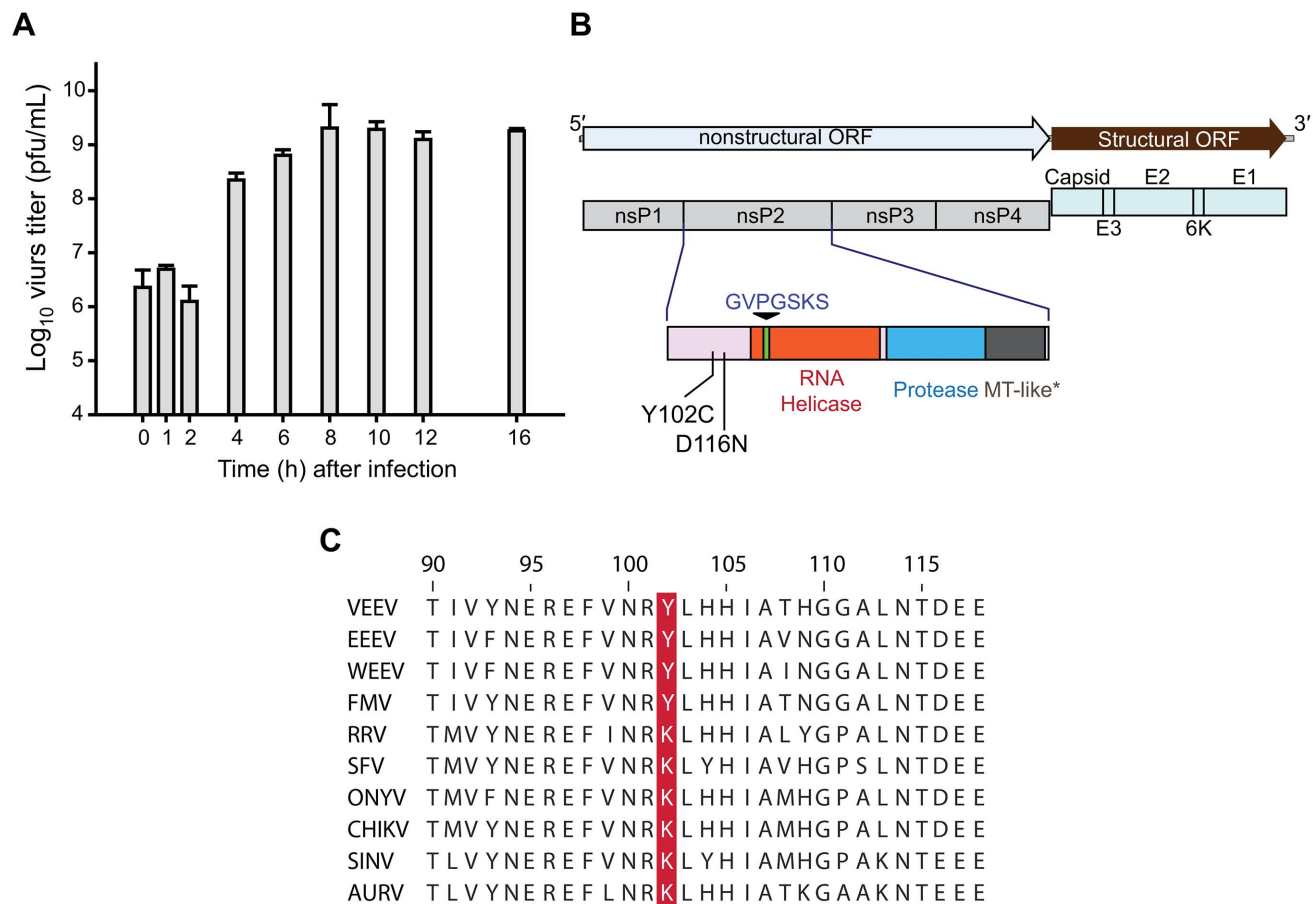 A
Log10 viurs titer (pfu/mL)
10
9
8
7
6
5
4
0 1 2 4 6 8 10 12 16
Time (h) after infection
B
5′ 3′
nonstructural ORF Structural ORF
Capsid E2 E1
nsP1 nsP2 nsP3 nsP4
E3 6K
GVPGSKS
RNA
Helicase
Protease MT-like*
Y102C
D116N
C
90 95 100 105 110 115
VEEV T I V Y N E R E F V N R Y L H H I A T H G G A L N T D E E
EEEV T I V F N E R E F V N R Y L H H I A V N G G A L N T D E E
WEEV T I V F N E R E F V N R Y L H H I A I N G G A L N T D E E
FMV T I V Y N E R E F V N R Y L H H I A T N G G A L N T D E E
RRV T M V Y N E R E F I N R K L H H I A L Y G P A L N T D E E
SFV T M V Y N E R E F V N R K L Y H I A V H G P S L N T D E E
ONYV T M V F N E R E F V N R K L H H I A M H G P A L N T D E E
CHIKV T M V Y N E R E F V N R K L H H I A M H G P A L N T D E E
SINV T L V Y N E R E F V N R K L Y H I A M H G P A K N T E E E
AURV T L V Y N E R E F L N R K L H H I A T K G A A K N T E E E